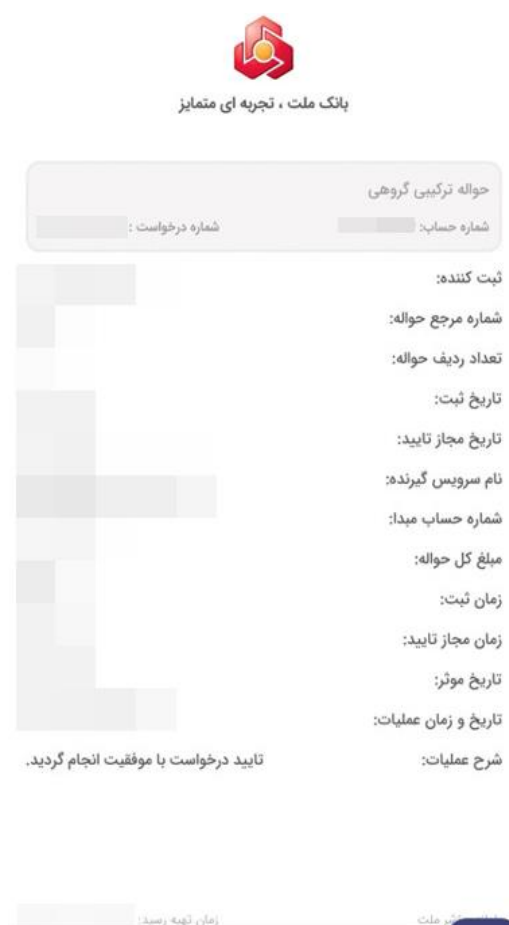 بانک ملت ، تجربه ای متمایز
حواله ترکیبی گروهی
شماره حساب: شماره درخواست :
ثبت کننده:
شماره مرجع حواله:
تعداد ردیف حواله:
تاریخ ثبت:
تاریخ مجاز تایید:
نام سرویس گیرنده:
شماره حساب مبدا:
مبلغ کل حواله:
زمان ثبت:
زمان مجاز تایید:
تاریخ موثر:
تاریخ و زمان عملیات:
شرح عملیات: تایید درخواست با موفقیت انجام گردید.
ملت زمان تهیه رسید: